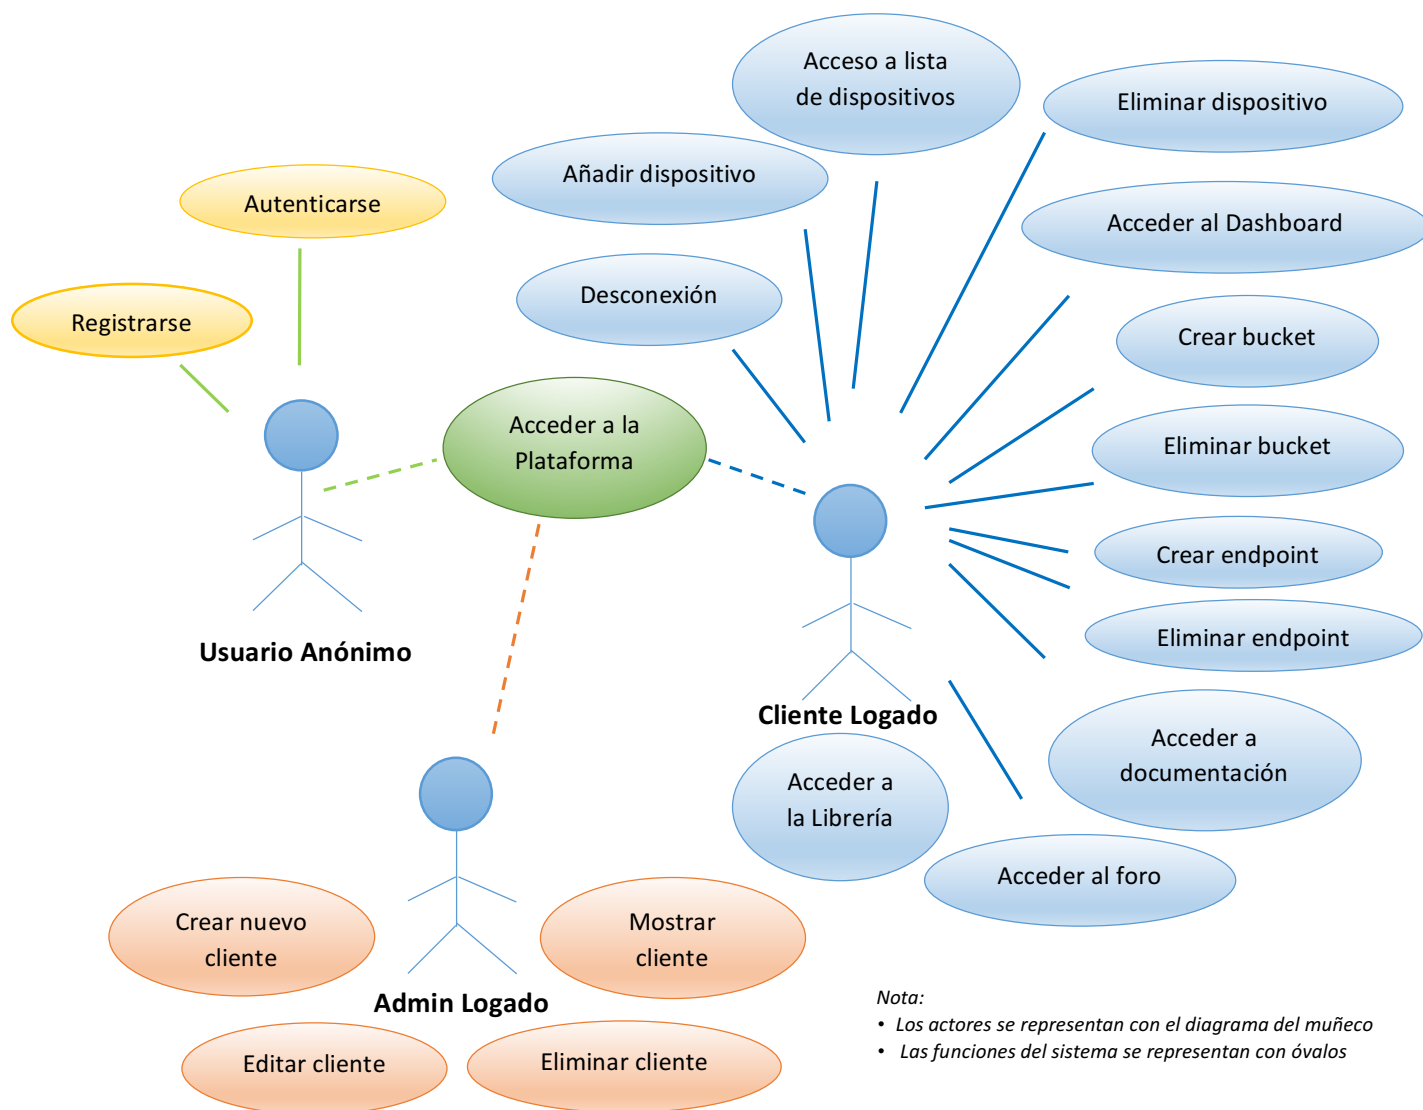 Acceso a lista
de dispositivos
Eliminar dispositivo
Añadir dispositivo
Autenticarse
Acceder al Dashboard
Desconexión
Registrarse
Crear bucket
Acceder a la
Plataforma
Eliminar bucket
Crear endpoint
Eliminar endpoint
Usuario Anónimo
Cliente Logado
Acceder a
documentación
Acceder a
la Librería
Acceder al foro
Crear nuevo
cliente
Mostrar
cliente
Admin Logado
Editar cliente
Eliminar cliente
Nota:
• Los actores se representan con el diagrama del muñeco
• Las funciones del sistema se representan con óvalos